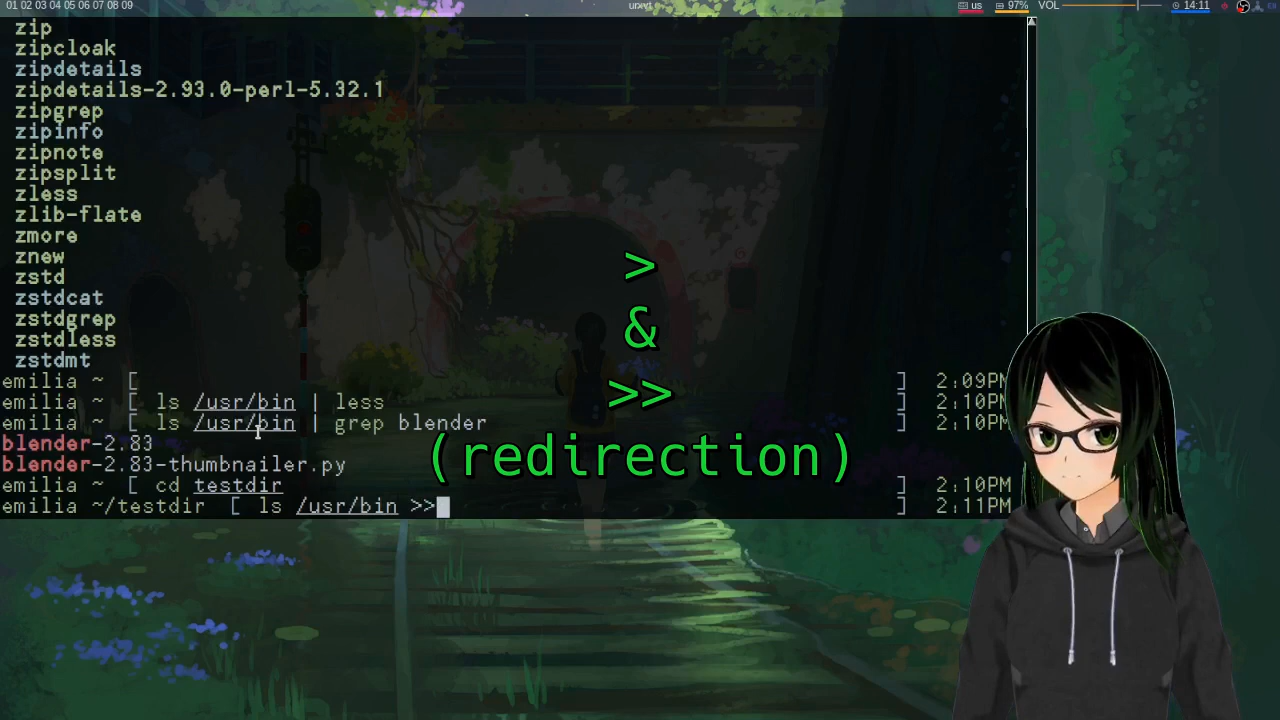 01 02 03 04 05 06 07 08 09 urxvt us 97% VOL 14:11 EN
zip
zipcloak
zipdetails
zipdetails-2.93.0-perl-5.32.1
zipgrep
zipinfo
zipnote
zipsplit
zless
zlib-flate
zmore
znew
zstd
zstdcat
zstdgrep
zstdless
zstdmt
emilia ~ [ ] 2:09PM
emilia ~ [ ls /usr/bin | less ] 2:10PM
emilia ~ [ ls /usr/bin | grep blender ] 2:10PM
blender-2.83
blender-2.83-thumbnailer.py
emilia ~ [ cd testdir ] 2:10PM
emilia ~/testdir [ ls /usr/bin >> ] 2:11PM
>
&
>>
(redirection)